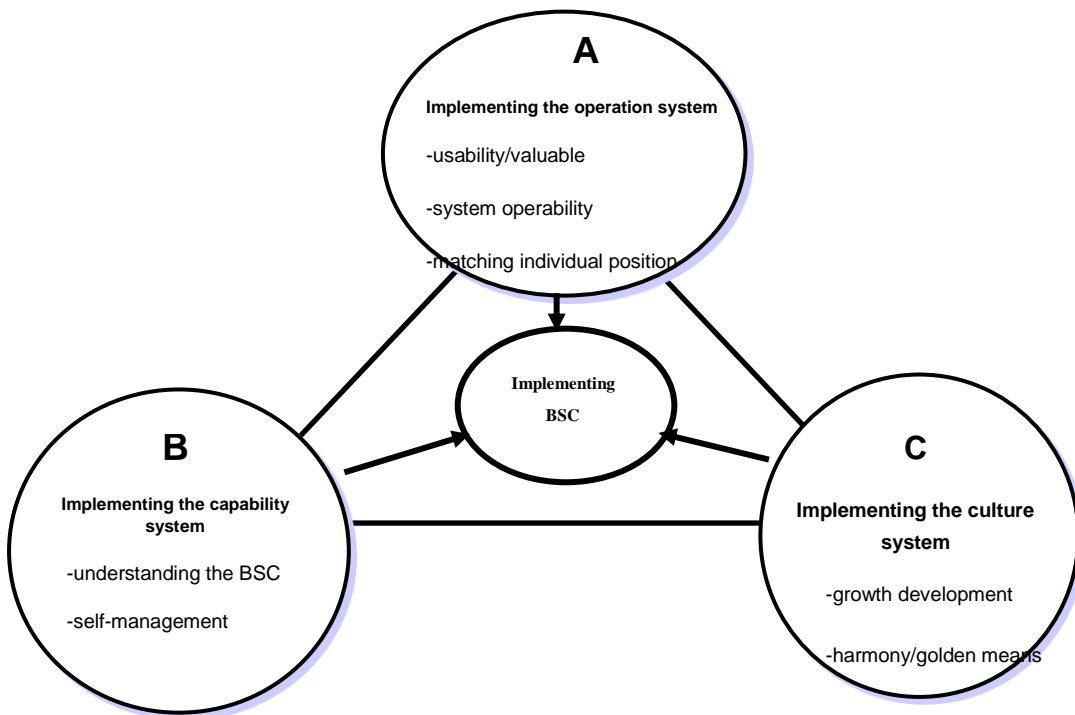 A
Implementing the operation system
-usability/valuable
-system operability
-matching individual position
Implementing
BSC
B
Implementing the capability
system
-understanding the BSC
-self-management
C
Implementing the culture
system
-growth development
-harmony/golden means